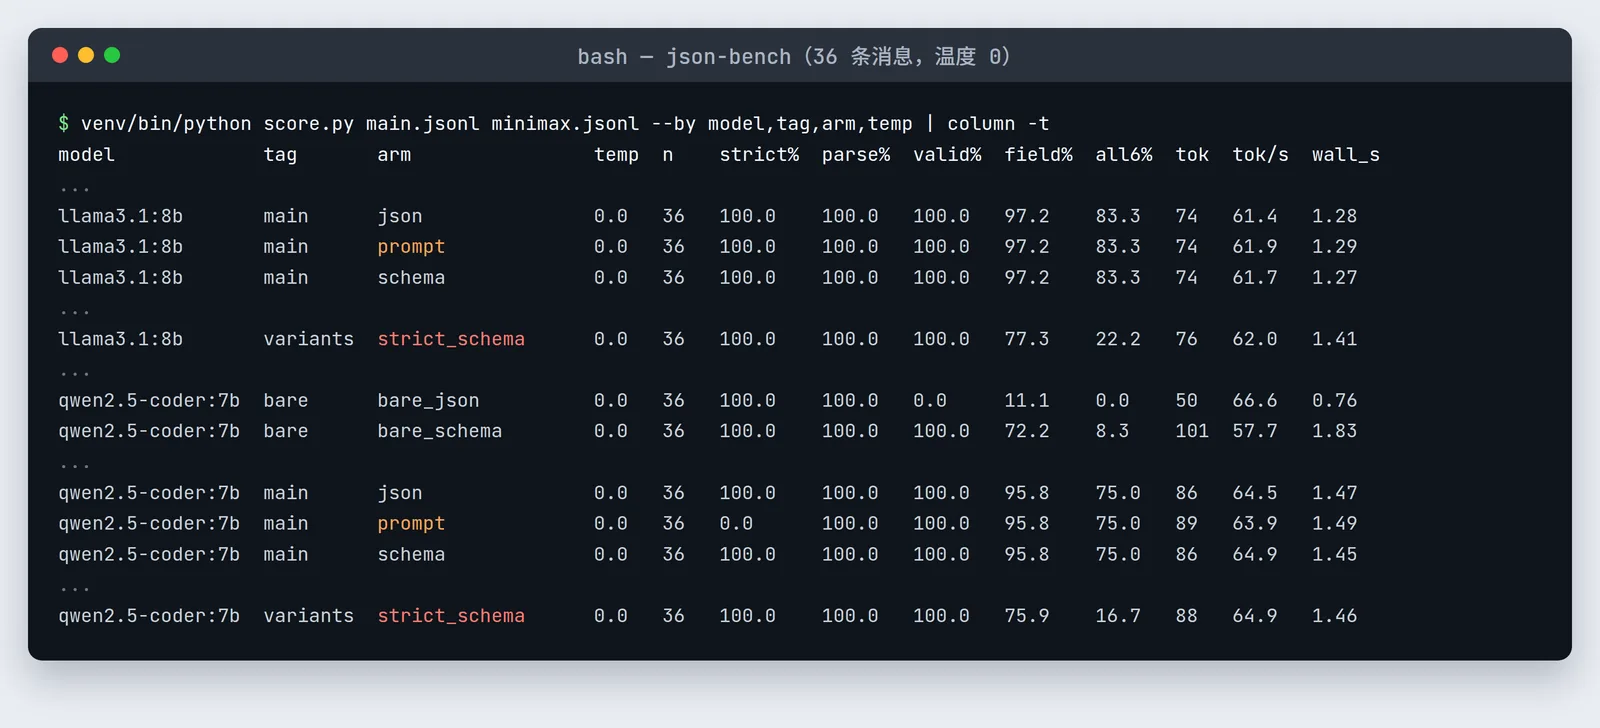 bash — json-bench（36 条消息，温度 0）
$ venv/bin/python score.py main.jsonl minimax.jsonl --by model,tag,arm,temp | column -t
model tag arm temp n strict% parse% valid% field% all6% tok tok/s wall_s
...
llama3.1:8b main json 0.0 36 100.0 100.0 100.0 97.2 83.3 74 61.4 1.28
llama3.1:8b main prompt 0.0 36 100.0 100.0 100.0 97.2 83.3 74 61.9 1.29
llama3.1:8b main schema 0.0 36 100.0 100.0 100.0 97.2 83.3 74 61.7 1.27
...
llama3.1:8b variants strict_schema 0.0 36 100.0 100.0 100.0 77.3 22.2 76 62.0 1.41
...
qwen2.5-coder:7b bare bare_json 0.0 36 100.0 100.0 0.0 11.1 0.0 50 66.6 0.76
qwen2.5-coder:7b bare bare_schema 0.0 36 100.0 100.0 100.0 72.2 8.3 101 57.7 1.83
...
qwen2.5-coder:7b main json 0.0 36 100.0 100.0 100.0 95.8 75.0 86 64.5 1.47
qwen2.5-coder:7b main prompt 0.0 36 0.0 100.0 100.0 95.8 75.0 89 63.9 1.49
qwen2.5-coder:7b main schema 0.0 36 100.0 100.0 100.0 95.8 75.0 86 64.9 1.45
...
qwen2.5-coder:7b variants strict_schema 0.0 36 100.0 100.0 100.0 75.9 16.7 88 64.9 1.46